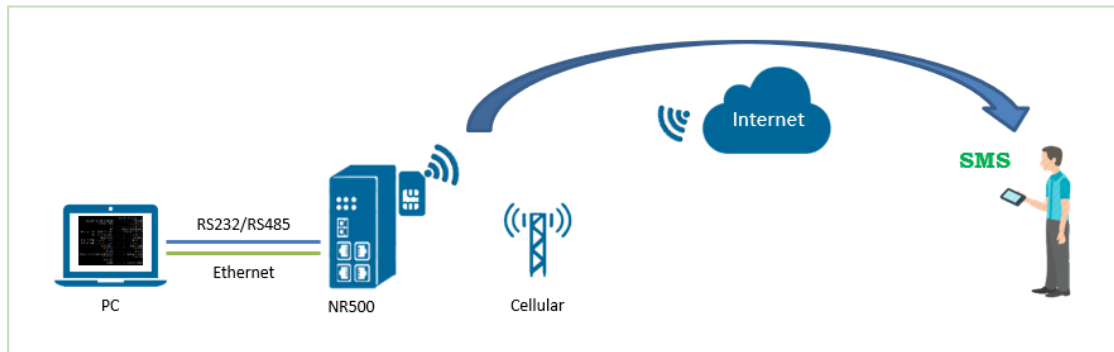 Internet
SMS
RS232/RS485
Ethernet
PC
NR500
Cellular